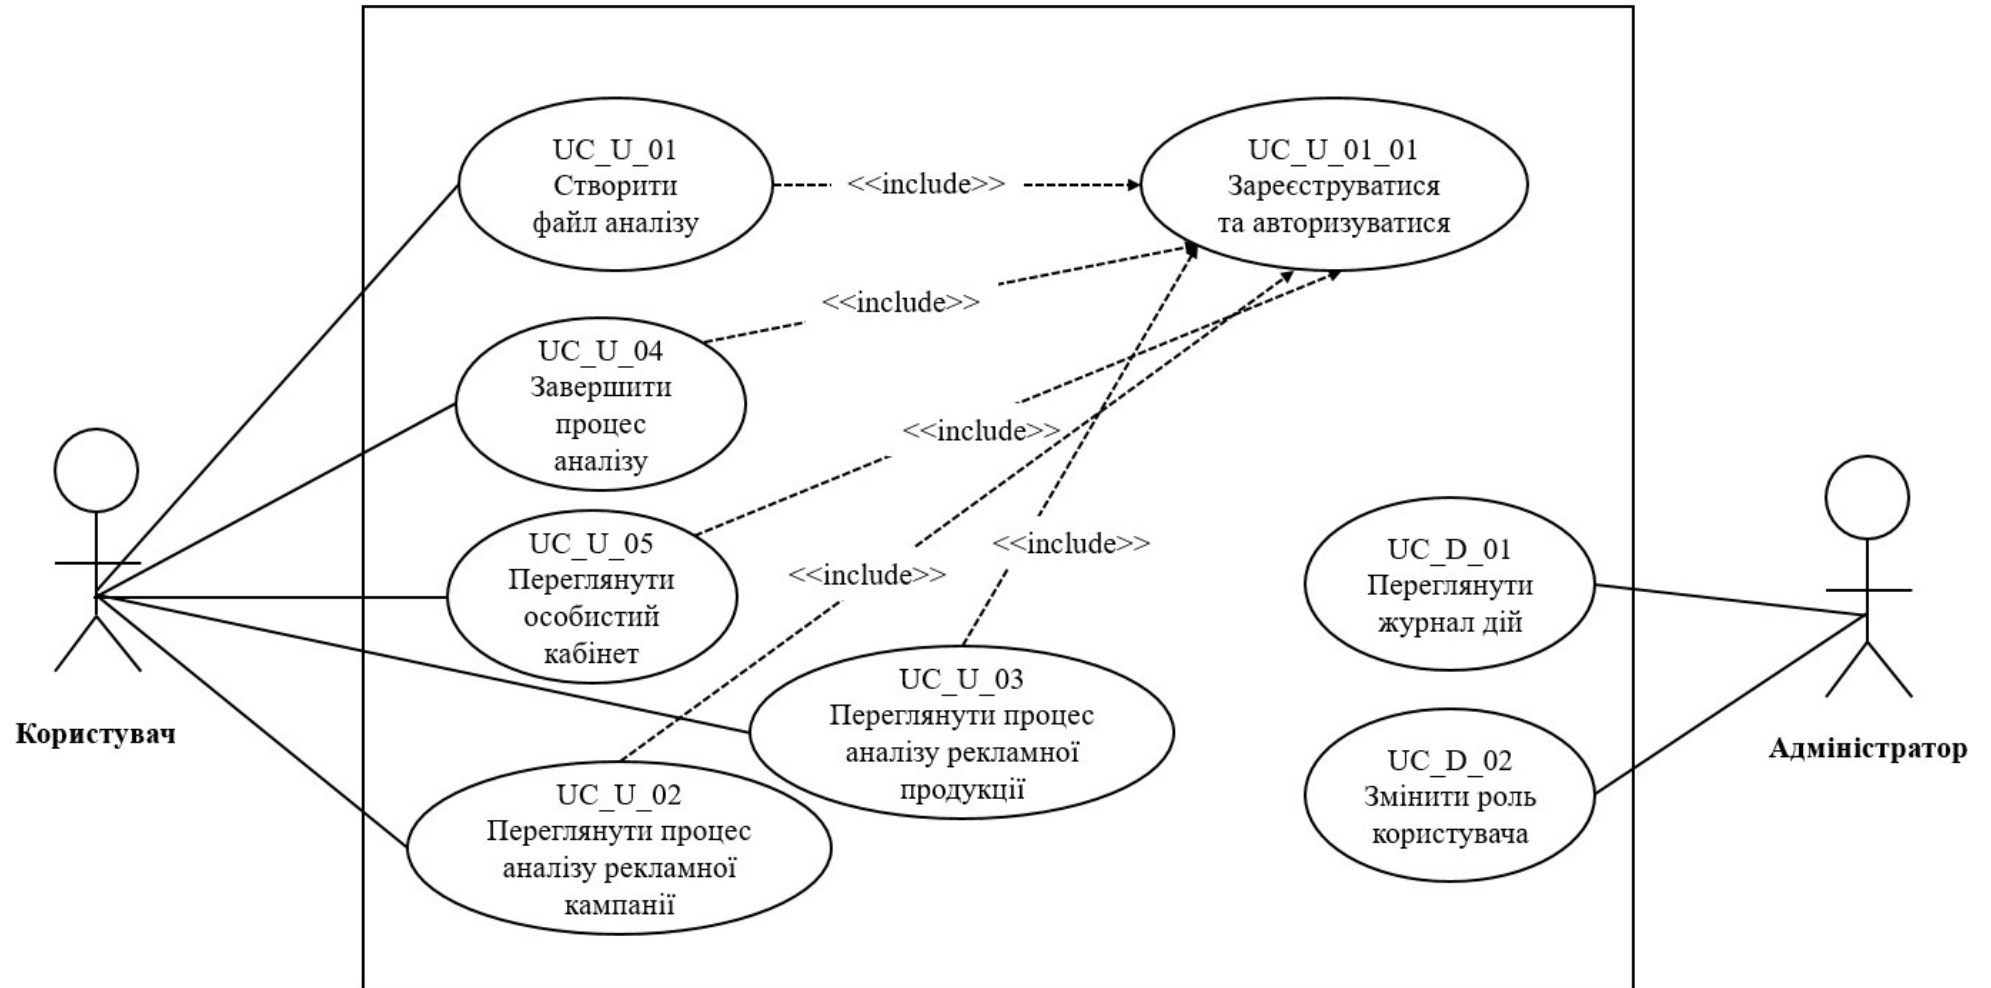 UC_U_01
Створити
файл аналізу
<<include>>
UC_U_01_01
Зареєструватися
та авторизуватися
<<include>>
UC_U_04
Завершити
процес
аналізу
<<include>>
UC_U_05
Переглянути
особистий
кабінет
<<include>>
<<include>>
UC_D_01
Переглянути
журнал дій
UC_U_03
Переглянути процес
аналізу рекламної
продукції
Користувач
Адміністратор
UC_U_02
Переглянути процес
аналізу рекламної
кампанії
UC_D_02
Змінити роль
користувача